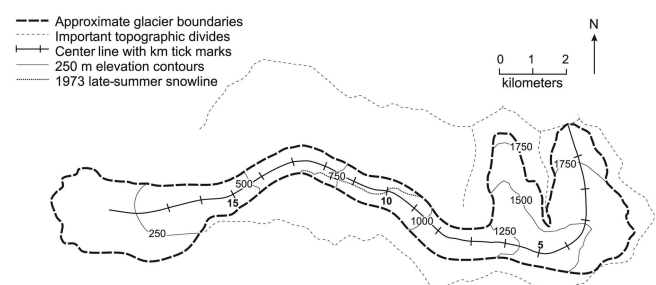 Approximate glacier boundaries
Important topographic divides
Center line with km tick marks
250 m elevation contours
1973 late-summer snowline
N
0 1 2
kilometers
1750
1750
500
750
10
15
1500
1000
250
1250
5